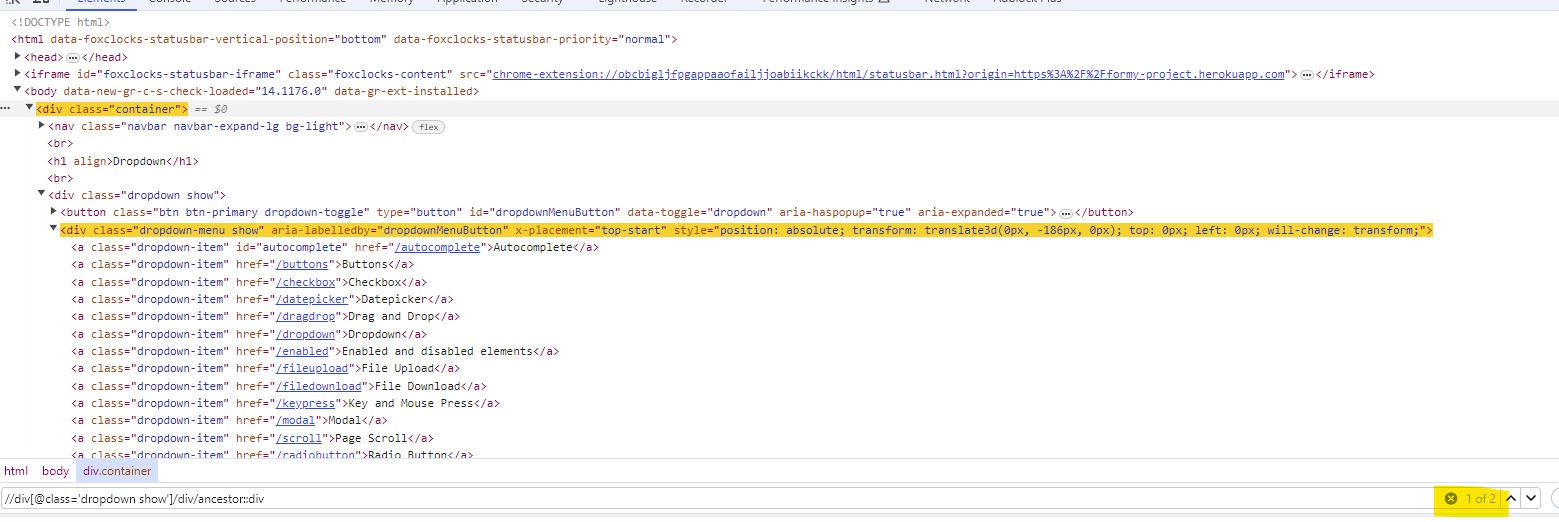 Elements Console Sources Performance Memory Application Security Lighthouse Recorder Performance insights Network Adblock Plus
<!DOCTYPE html>
<html data-foxclocks-statusbar-vertical-position="bottom" data-foxclocks-statusbar-priority="normal">
<head>…</head>
<iframe id="foxclocks-statusbar-iframe" class="foxclocks-content" src="chrome-extension://obcbigljfpgappaaofailjjoabiikckk/html/statusbar.html?origin=https%3A%2F%2Fformy-project.herokuapp.com">…</iframe>
<body data-new-gr-c-s-check-loaded="14.1176.0" data-gr-ext-installed>
… <div class="container"> == $0
<nav class="navbar navbar-expand-lg bg-light">…</nav> flex
<br>
<h1 align>Dropdown</h1>
<br>
<div class="dropdown show">
<button class="btn btn-primary dropdown-toggle" type="button" id="dropdownMenuButton" data-toggle="dropdown" aria-haspopup="true" aria-expanded="true">…</button>
<div class="dropdown-menu show" aria-labelledby="dropdownMenuButton" x-placement="top-start" style="position: absolute; transform: translate3d(0px, -186px, 0px); top: 0px; left: 0px; will-change: transform;">
<a class="dropdown-item" id="autocomplete" href="/autocomplete">Autocomplete</a>
<a class="dropdown-item" href="/buttons">Buttons</a>
<a class="dropdown-item" href="/checkbox">Checkbox</a>
<a class="dropdown-item" href="/datepicker">Datepicker</a>
<a class="dropdown-item" href="/dragdrop">Drag and Drop</a>
<a class="dropdown-item" href="/dropdown">Dropdown</a>
<a class="dropdown-item" href="/enabled">Enabled and disabled elements</a>
<a class="dropdown-item" href="/fileupload">File Upload</a>
<a class="dropdown-item" href="/filedownload">File Download</a>
<a class="dropdown-item" href="/keypress">Key and Mouse Press</a>
<a class="dropdown-item" href="/modal">Modal</a>
<a class="dropdown-item" href="/scroll">Page Scroll</a>
<a class="dropdown-item" href="/radiobutton">Radio Button</a>
html body div.container
//div[@class='dropdown show']/div/ancestor::div 1 of 2